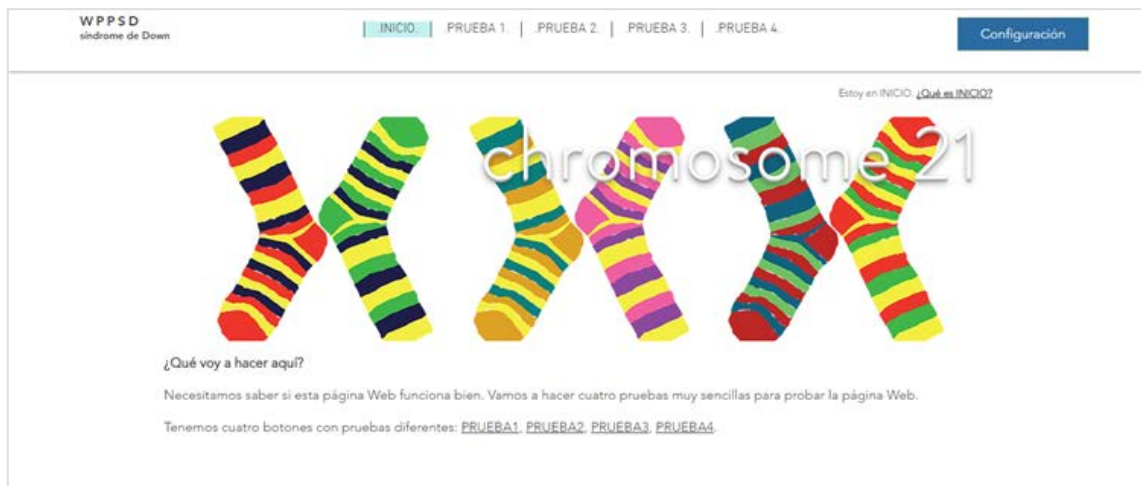 WPPSD
síndrome de Down
| .INICIO. | .PRUEBA 1. | .PRUEBA 2. | .PRUEBA 3. | .PRUEBA 4.
Configuración
Estoy en INICIO. ¿Qué es INICIO?
chromosome 21
¿Qué voy a hacer aquí?
Necesitamos saber si esta página Web funciona bien. Vamos a hacer cuatro pruebas muy sencillas para probar la página Web.
Tenemos cuatro botones con pruebas diferentes: PRUEBA1, PRUEBA2, PRUEBA3, PRUEBA4.